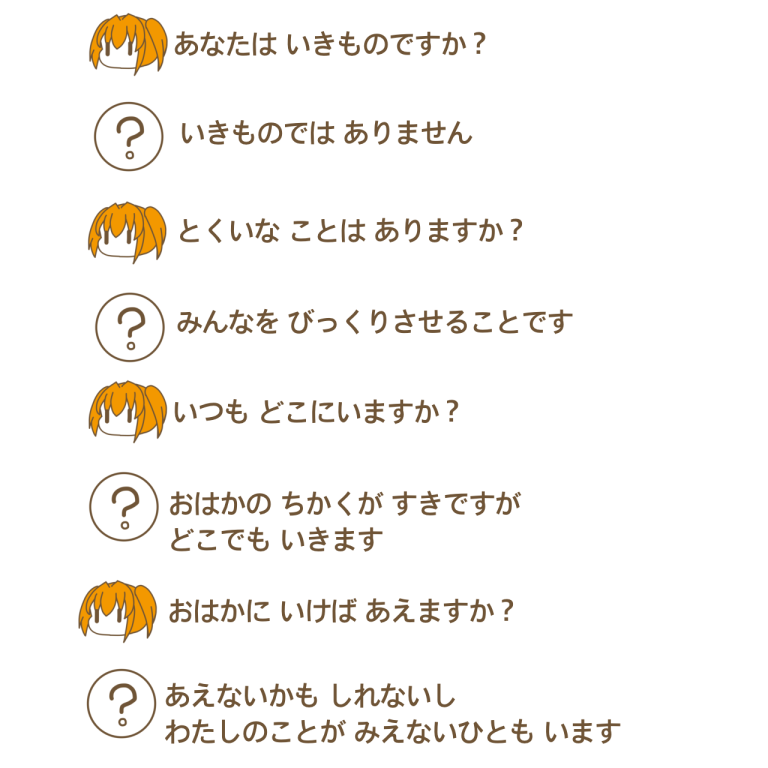 あなたは いきものですか？
?
いきものでは ありません
とくいな ことは ありますか？
?
みんなを びっくりさせることです
いつも どこにいますか？
?
おはかの ちかくが すきですが
どこでも いきます
おはかに いけば あえますか？
?
あえないかも しれないし
わたしのことが みえないひとも います